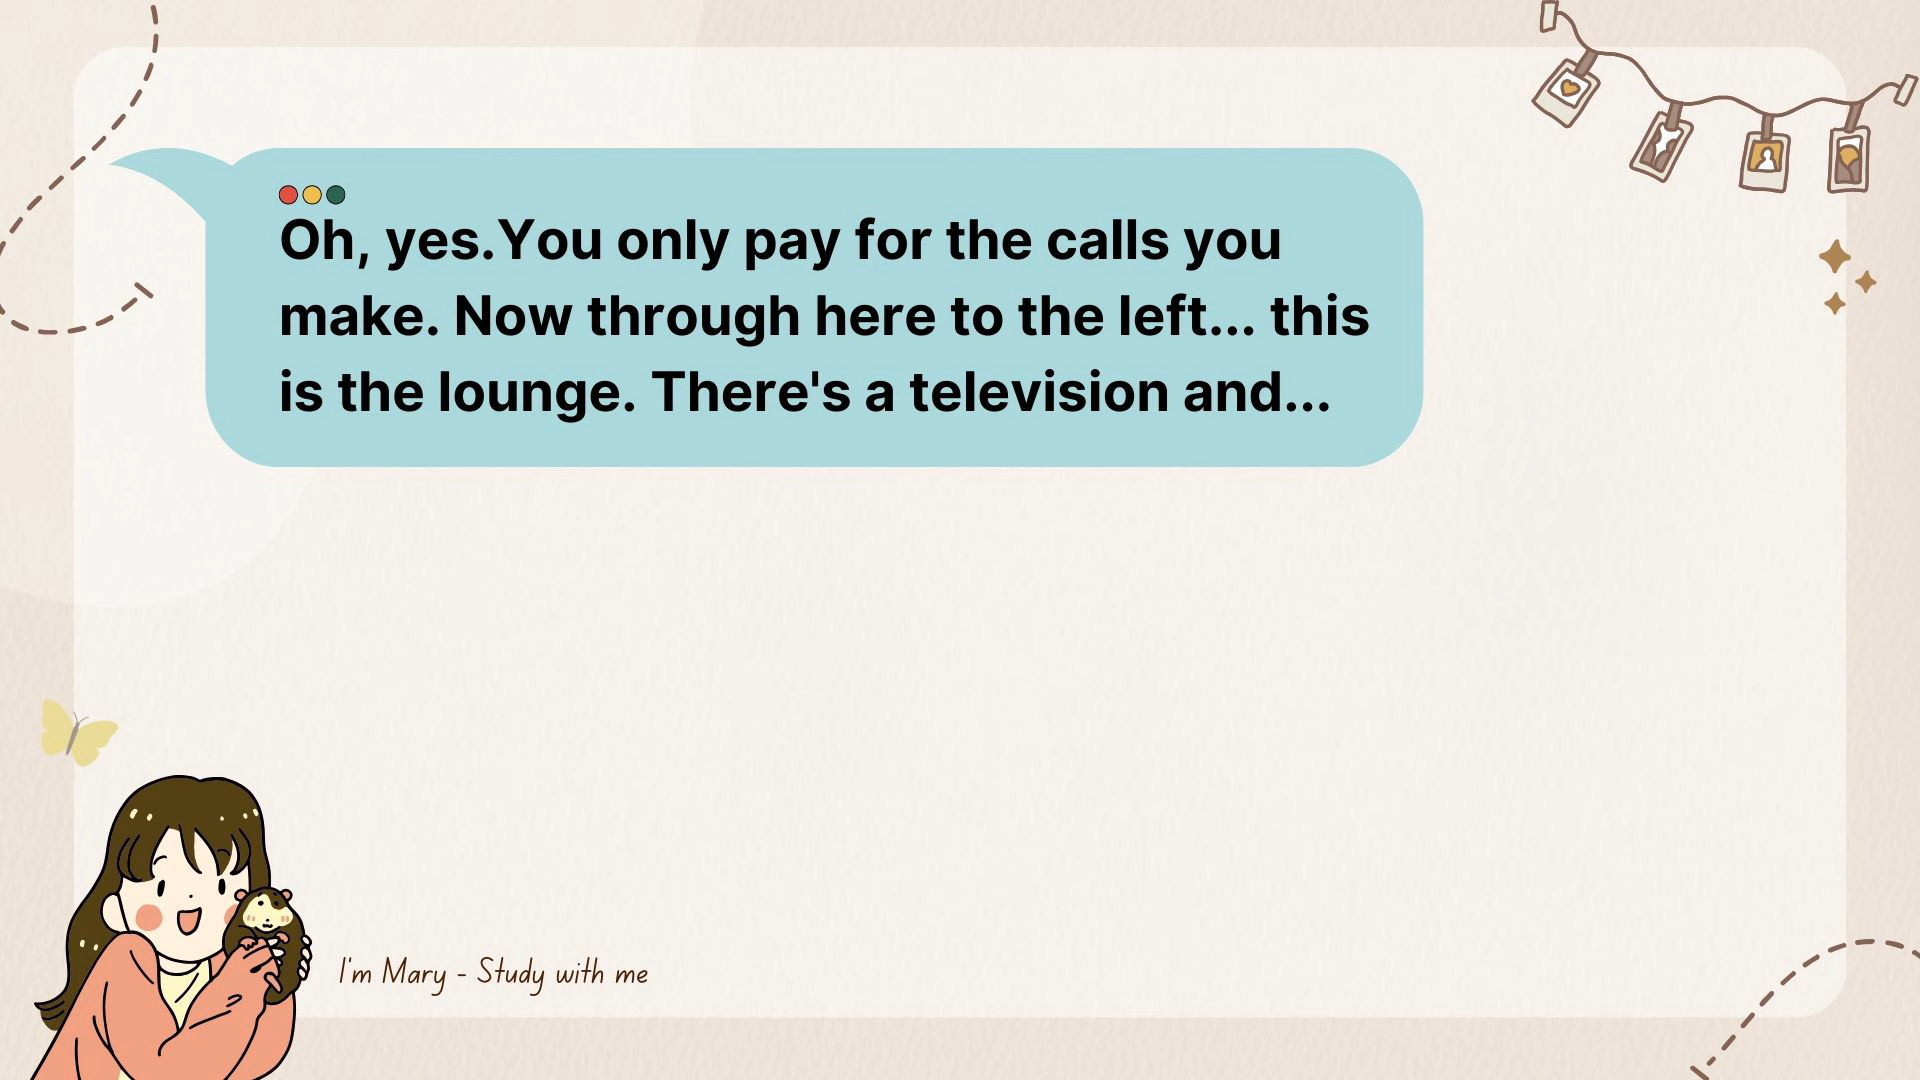 Oh, yes.You only pay for the calls you
make. Now through here to the left... this
is the lounge. There's a television and...
I'm Mary - Study with me